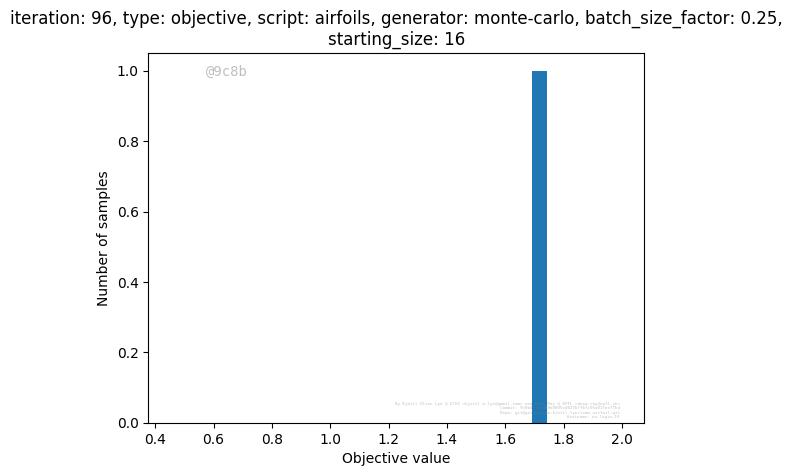 iteration: 96, type: objective, script: airfoils, generator: monte-carlo, batch_size_factor: 0.25,
starting_size: 16
@9c8b
1.0
0.8
0.6
0.4
0.2
0.0
Number of samples
0.4 0.6 0.8 1.0 1.2 1.4 1.6 1.8 2.0
Objective value